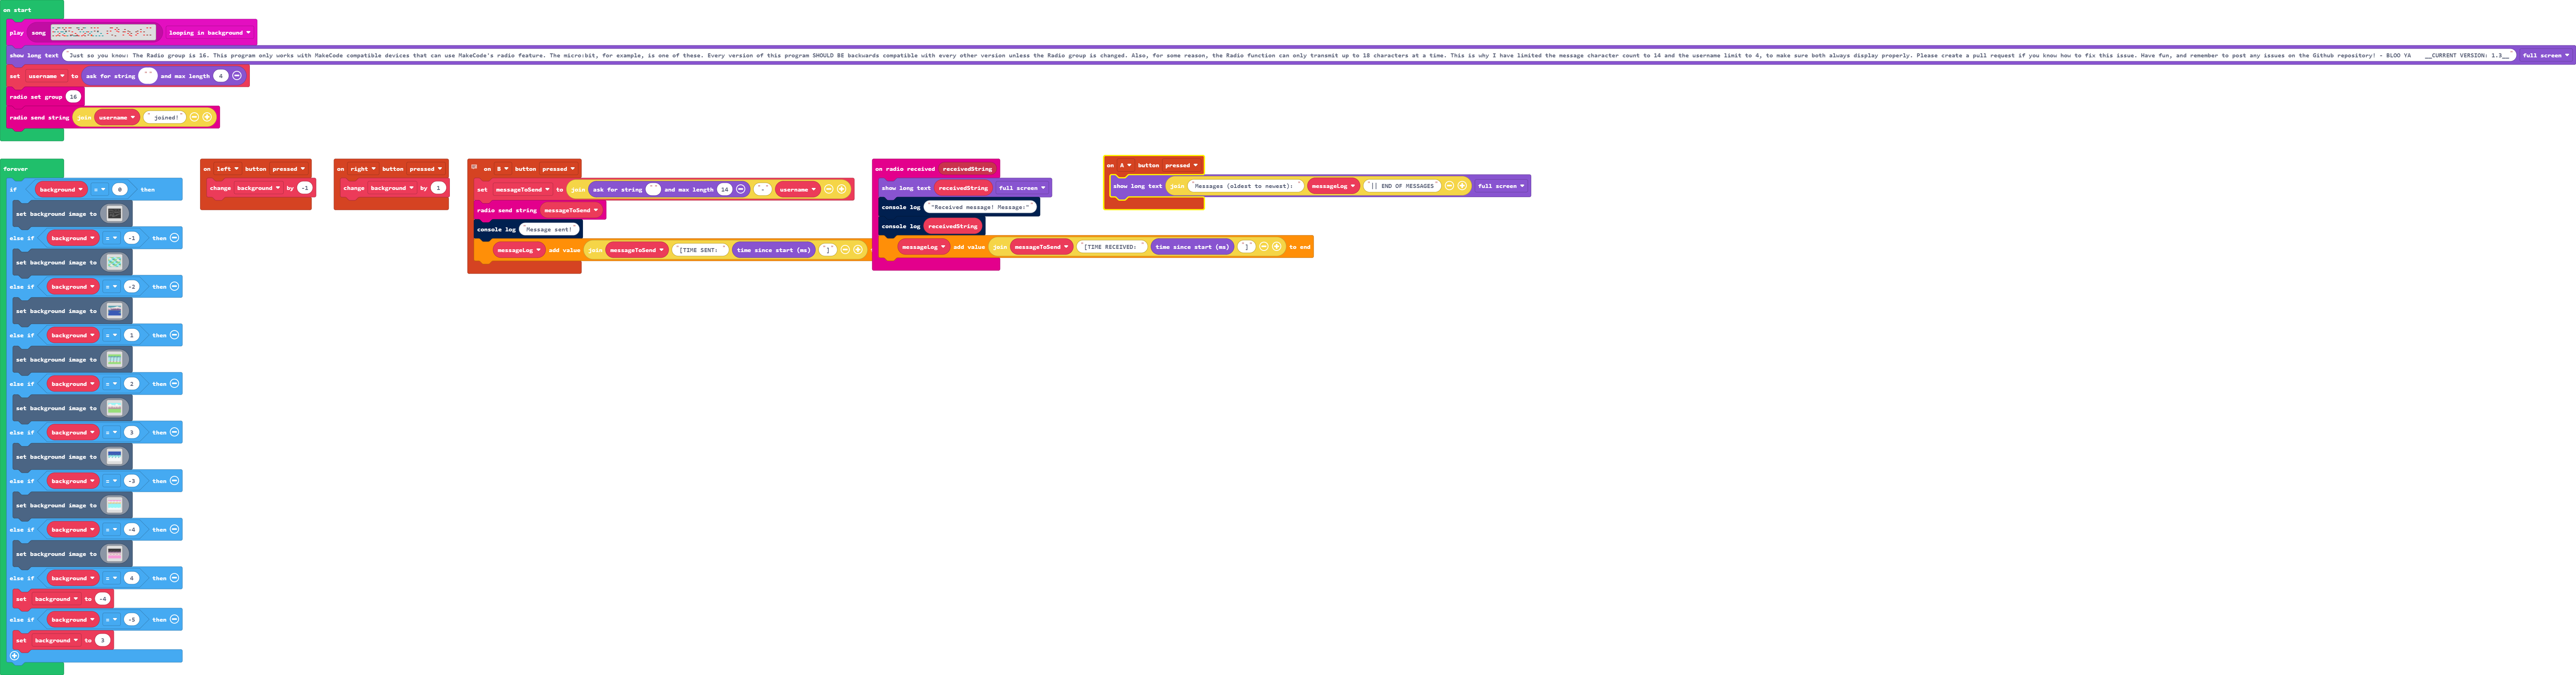 on start
play song looping in background
show long text "Just so you know: The Radio group is 16. This program only works with MakeCode compatible devices that can use MakeCode's radio feature. The micro:bit, for example, is one of these. Every version of this program SHOULD BE backwards compatible with every other version unless the Radio group is changed. Also, for some reason, the Radio function can only transmit up to 18 characters at a time. This is why I have limited the message character count to 14 and the username limit to 4, to make sure both always display properly. Please create a pull request if you know how to fix this issue. Have fun, and remember to post any issues on the Github repository! - BLOO YA __CURRENT VERSION: 1.3__" full screen
set username to ask for string " " and max length 4
radio set group 16
radio send string join username " joined!"
forever
if background = 0 then
set background image to
else if background = -1 then
set background image to
else if background = -2 then
set background image to
else if background = 1 then
set background image to
else if background = 2 then
set background image to
else if background = 3 then
set background image to
else if background = -3 then
set background image to
else if background = -4 then
set background image to
else if background = 4 then
set background to -4
else if background = -5 then
set background to 3
on left button pressed
change background by -1
on right button pressed
change background by 1
on B button pressed
set messageToSend to join ask for string " " and max length 14 "-" username
radio send string messageToSend
console log "Message sent!"
messageLog add value join messageToSend "[TIME SENT: " time since start (ms) "]"
on radio received receivedString
show long text receivedString full screen
console log "Received message! Message:"
console log receivedString
messageLog add value join messageToSend "[TIME RECEIVED: " time since start (ms) "]" to end
on A button pressed
show long text join "Messages (oldest to newest): " messageLog "|| END OF MESSAGES" full screen